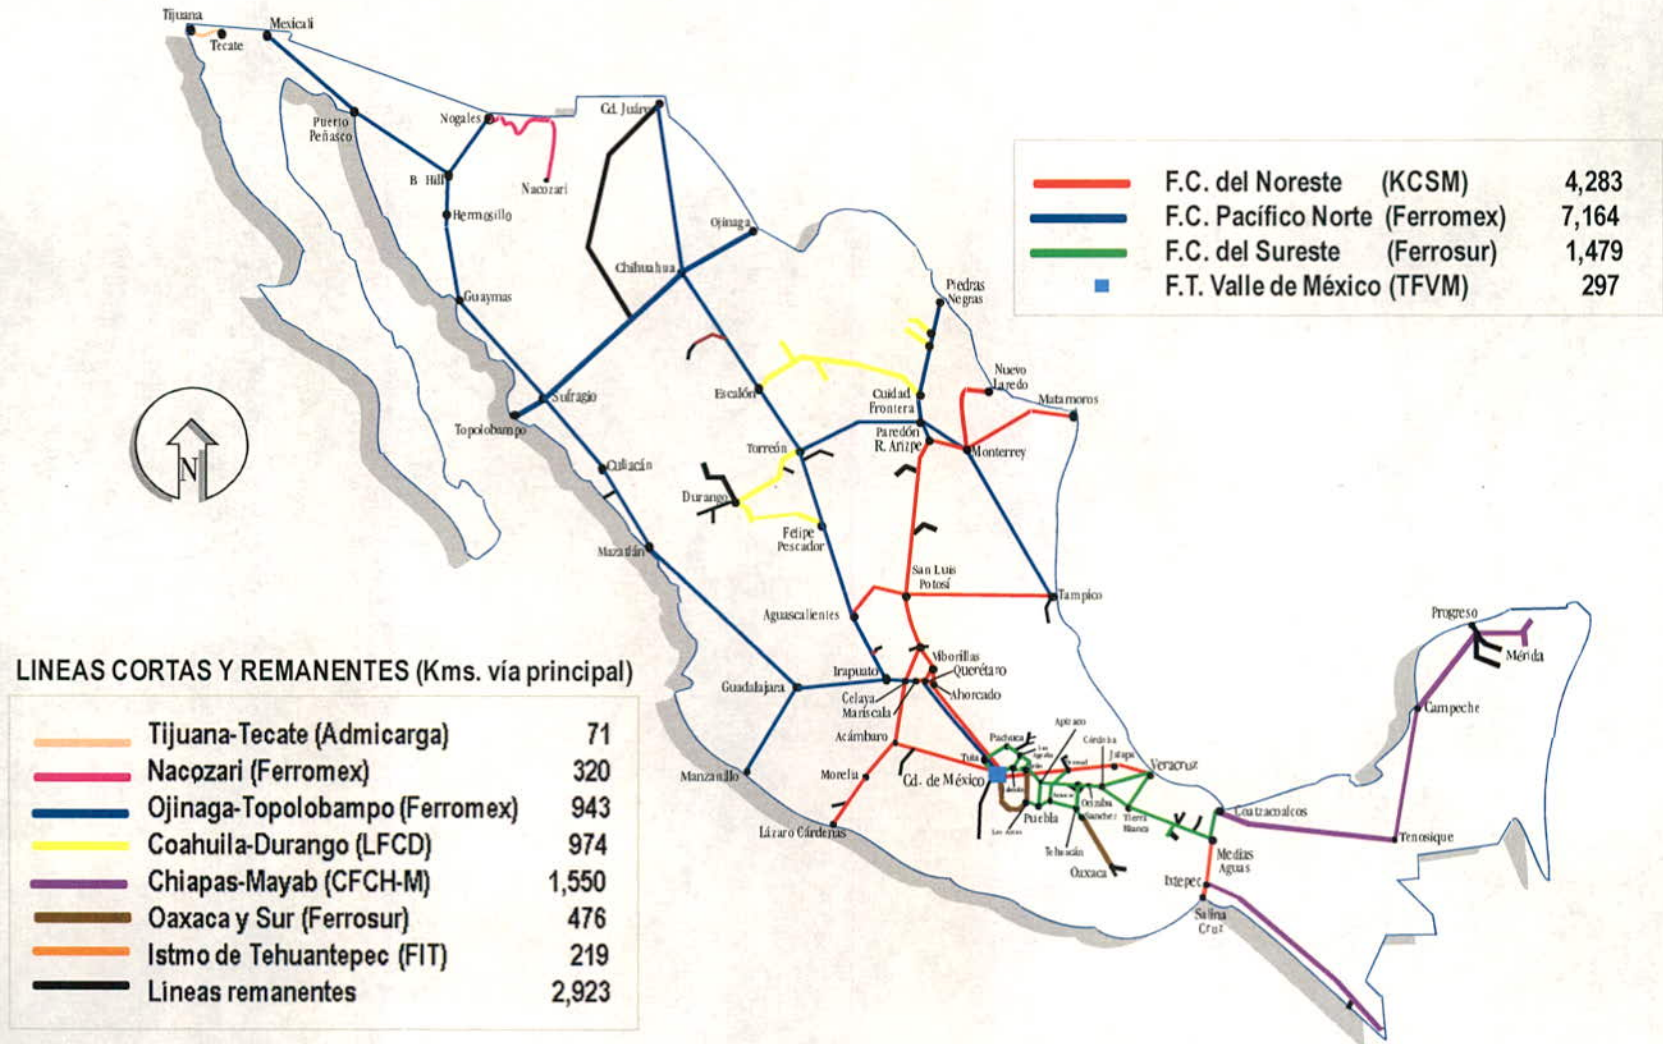 Tijuana
Tecate
Mexicali
Puerto
Peñasco
Nogales
Nacozari
B Hill
Hermosillo
Guaymas
Cd. Juárez
Ojinaga
Chihuahua
Sufragio
Topolobampo
Culiacán
Mazatlán
Escalón
Torreón
Durango
Felipe
Pescador
Piedras
Negras
Nuevo
Laredo
Matamoros
Cuidad
Frontera
Paredón
R. Arizpe
Monterrey
San Luis
Potosí
Tampico
Aguascalientes
Irapuato
Guadalajara
Manzanillo
Viborillas
Querétaro
Ahorcado
Celaya
Mariscala
Acámbaro
Morelia
Lázaro Cárdenas
Cd. de México
Tula
Pachuca
Apizaco
Córdoba
Jalapa
Veracruz
Puebla
Orizaba
Sanchez
Tierra
Blanca
Tehuacán
Oaxaca
Coatzacoalcos
Medias
Aguas
Ixtepec
Salina
Cruz
Tenosique
Campeche
Progreso
Mérida
N
F.C. del Noreste (KCSM) 4,283
F.C. Pacífico Norte (Ferromex) 7,164
F.C. del Sureste (Ferrosur) 1,479
F.T. Valle de México (TFVM) 297
LINEAS CORTAS Y REMANENTES (Kms. vía principal)
Tijuana-Tecate (Admicarga) 71
Nacozari (Ferromex) 320
Ojinaga-Topolobampo (Ferromex) 943
Coahuila-Durango (LFCD) 974
Chiapas-Mayab (CFCH-M) 1,550
Oaxaca y Sur (Ferrosur) 476
Istmo de Tehuantepec (FIT) 219
Lineas remanentes 2,923